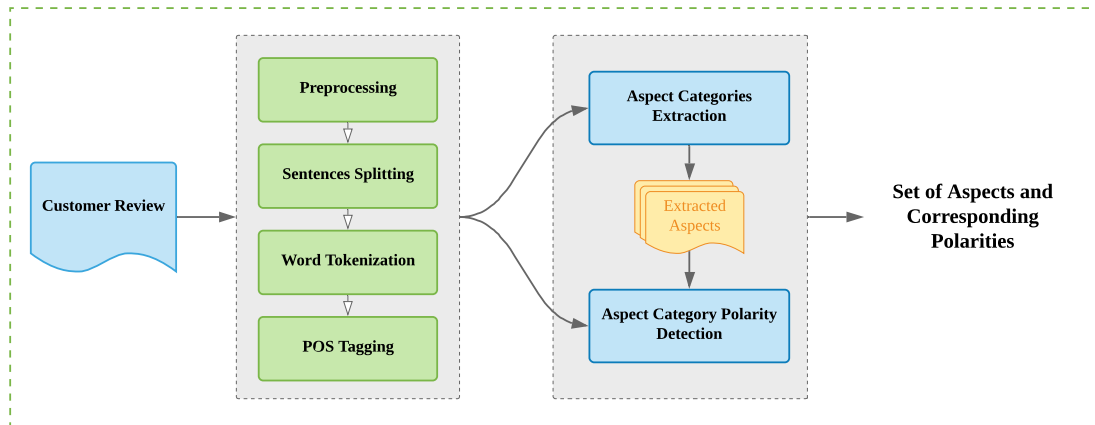 Customer Review
Preprocessing
Sentences Splitting
Word Tokenization
POS Tagging
Aspect Categories
Extraction
Extracted
Aspects
Aspect Category Polarity
Detection
Set of Aspects and
Corresponding
Polarities